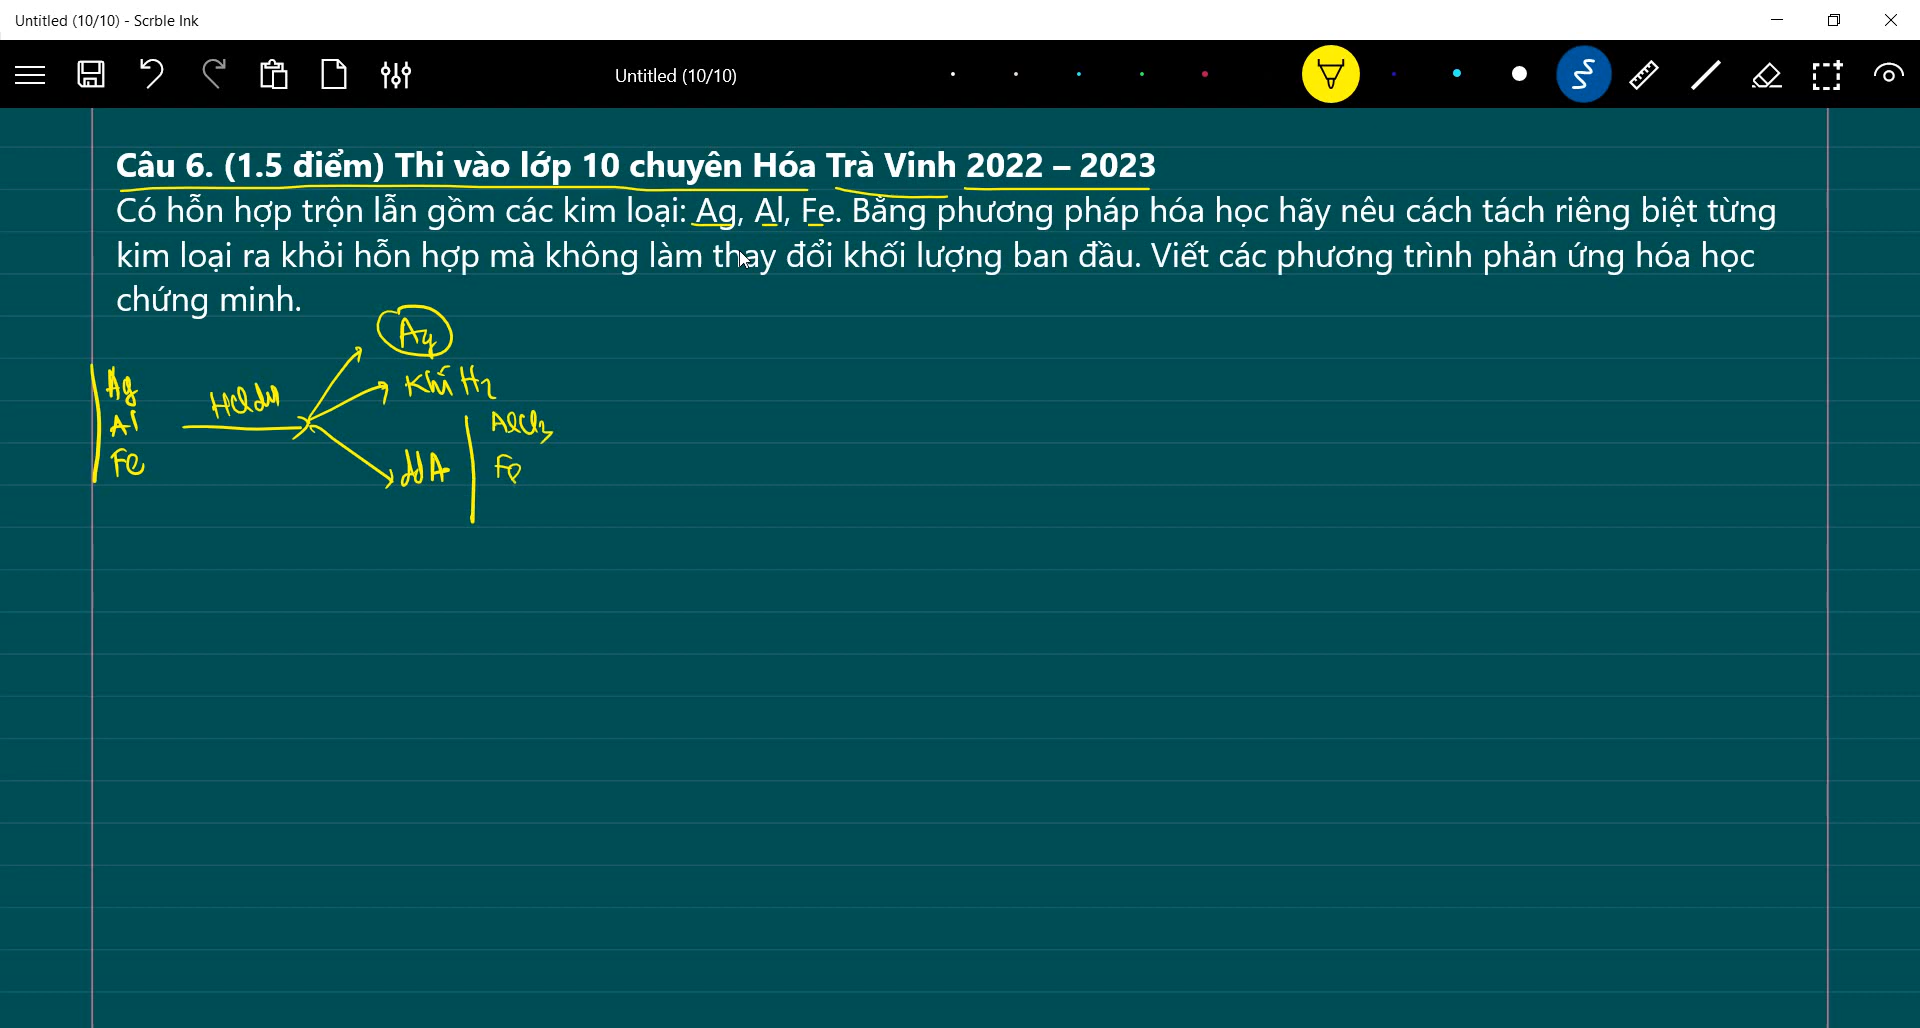 Untitled (10/10) - Scrble Ink
Untitled (10/10)
Câu 6. (1.5 điểm) Thi vào lớp 10 chuyên Hóa Trà Vinh 2022 – 2023
Có hỗn hợp trộn lẫn gồm các kim loại: Ag, Al, Fe. Bằng phương pháp hóa học hãy nêu cách tách riêng biệt từng
kim loại ra khỏi hỗn hợp mà không làm thay đổi khối lượng ban đầu. Viết các phương trình phản ứng hóa học
chứng minh.
Ag
Khí H2
Ag
HCl dư
Al
AlCl3
Fe
dd A
Fe